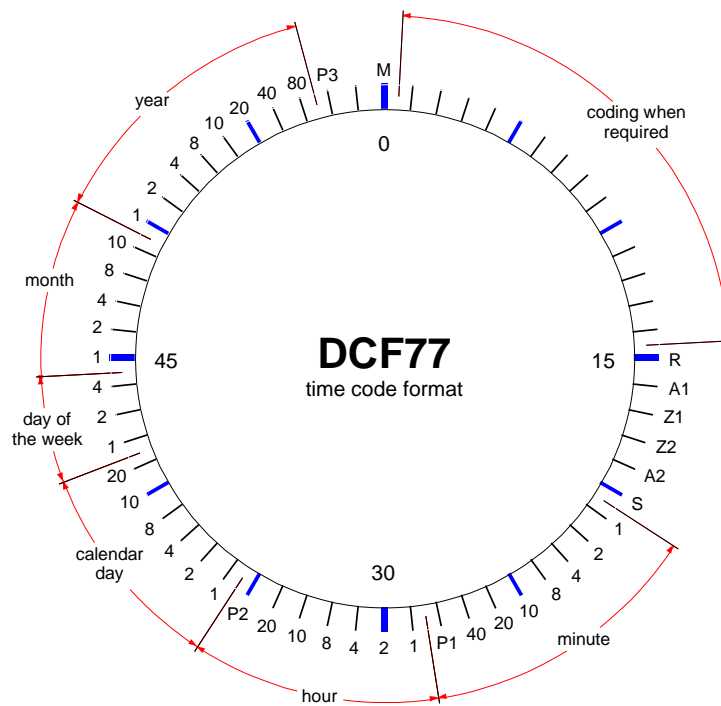 DCF77
time code format
0
15
30
45
M
coding when
required
R
A1
Z1
Z2
A2
S
minute
1
2
4
8
10
20
40
P1
hour
1
2
4
8
10
20
P2
calendar
day
1
2
4
8
10
20
day of
the week
1
2
4
month
1
2
4
8
10
year
1
2
4
8
10
20
40
80
P3